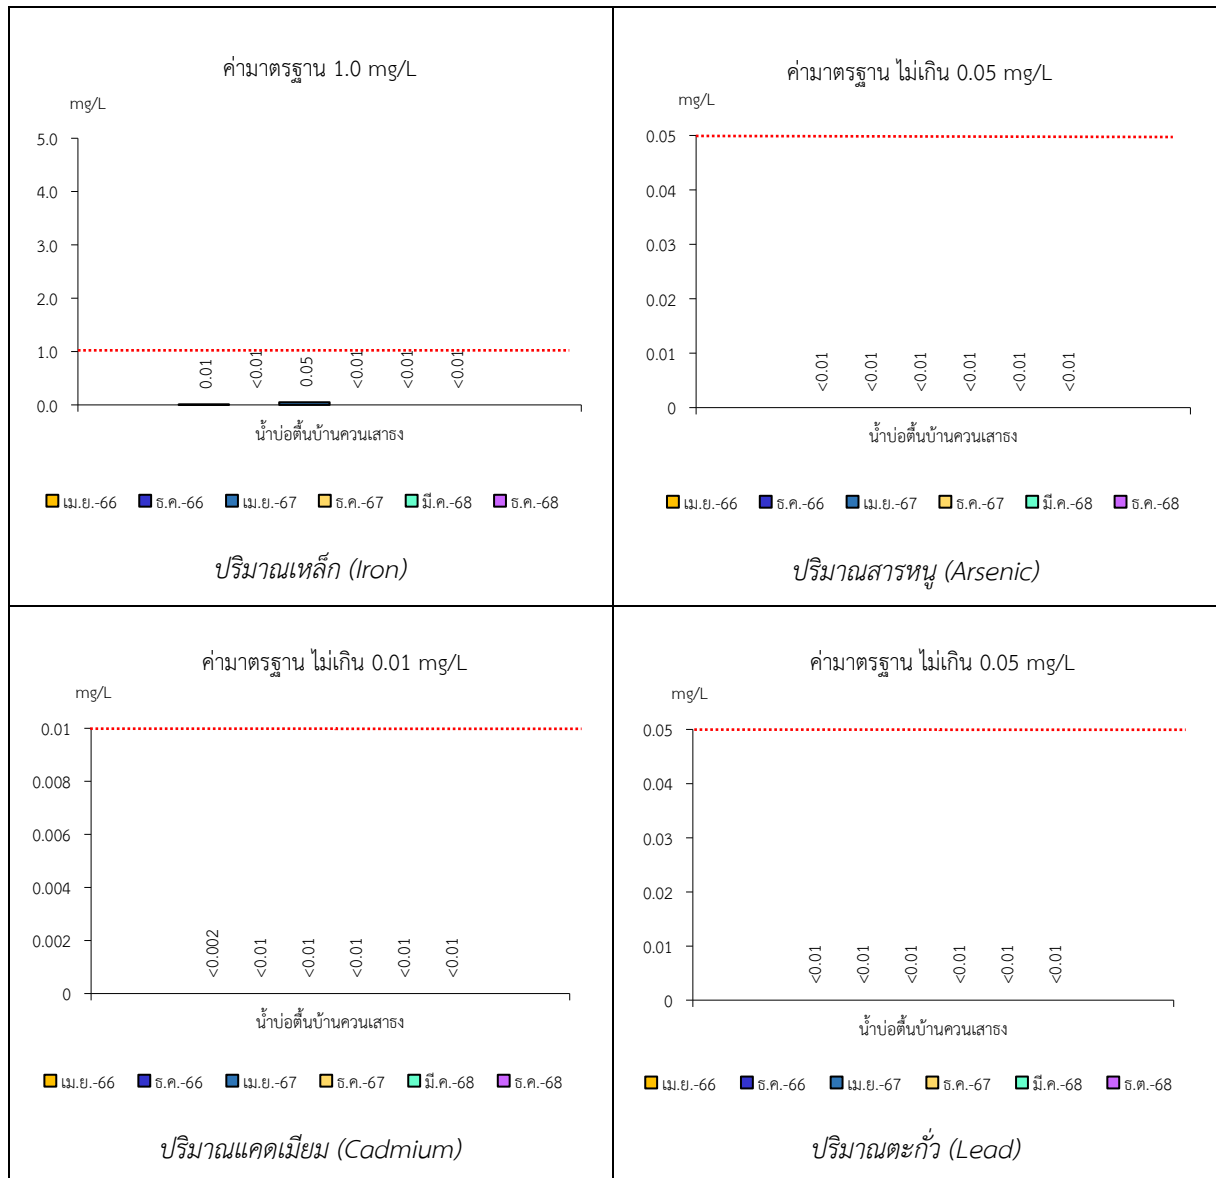 ค่ามาตรฐาน 1.0 mg/L
mg/L
5.0
4.0
3.0
2.0
1.0
0.0
0.01
<0.01
0.05
<0.01
<0.01
<0.01
น้ำบ่อตื้นบ้านควนเสาธง
เม.ย.-66 ธ.ค.-66 เม.ย.-67 ธ.ค.-67 มี.ค.-68 ธ.ค.-68
ปริมาณเหล็ก (Iron)
ค่ามาตรฐาน ไม่เกิน 0.05 mg/L
mg/L
0.05
0.04
0.03
0.02
0.01
0
<0.01
<0.01
<0.01
<0.01
<0.01
<0.01
น้ำบ่อตื้นบ้านควนเสาธง
เม.ย.-66 ธ.ค.-66 เม.ย.-67 ธ.ค.-67 มี.ค.-68 ธ.ค.-68
ปริมาณสารหนู (Arsenic)
ค่ามาตรฐาน ไม่เกิน 0.01 mg/L
mg/L
0.01
0.008
0.006
0.004
0.002
0
<0.002
<0.01
<0.01
<0.01
<0.01
<0.01
น้ำบ่อตื้นบ้านควนเสาธง
เม.ย.-66 ธ.ค.-66 เม.ย.-67 ธ.ค.-67 มี.ค.-68 ธ.ค.-68
ปริมาณแคดเมียม (Cadmium)
ค่ามาตรฐาน ไม่เกิน 0.05 mg/L
mg/L
0.05
0.04
0.03
0.02
0.01
0
<0.01
<0.01
<0.01
<0.01
<0.01
<0.01
น้ำบ่อตื้นบ้านควนเสาธง
เม.ย.-66 ธ.ค.-66 เม.ย.-67 ธ.ค.-67 มี.ค.-68 ธ.ต.-68
ปริมาณตะกั่ว (Lead)